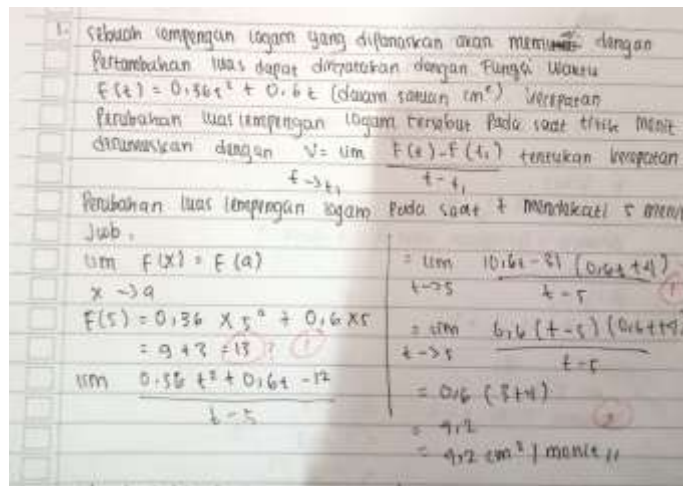 1. sebuah lempengan logam yang dipanaskan akan dengan
Pertambahan luas dapat dinyatakan dengan Fungsi waktu
f(t) = 0,36t² + 0,6t (dalam satuan cm²) kecepatan
Perubahan luas lempengan logam tersebut Pada saat menit
dirumuskan dengan V = lim F(t) - f(t₁) tentukan kecepatan
t → t₁ t - t₁
Perubahan luas lempengan logam Pada saat t mendekati 5 menit
Jwb.
lim F(x) = F(a)
x → a
F(5) = 0,36 x 5² + 0,6 x 5
= 9 + 3 = 13
lim 0,36 t² + 0,6t - 12
t - 5
= lim (0,6t - 3) (0,6t + 4)
t → 5 t - 5
= lim 0,6 (t - 5) (0,6t + 4)
t → 5 t - 5
= 0,6 (3 + 4)
= 4,2
= 4,2 cm² / menit //